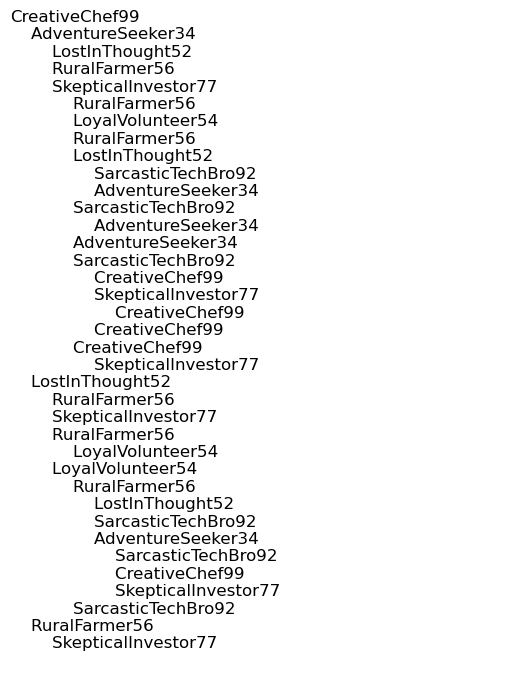 CreativeChef99
AdventureSeeker34
LostInThought52
RuralFarmer56
SkepticalInvestor77
RuralFarmer56
LoyalVolunteer54
RuralFarmer56
LostInThought52
SarcasticTechBro92
AdventureSeeker34
SarcasticTechBro92
AdventureSeeker34
AdventureSeeker34
SarcasticTechBro92
CreativeChef99
SkepticalInvestor77
CreativeChef99
CreativeChef99
CreativeChef99
SkepticalInvestor77
LostInThought52
RuralFarmer56
SkepticalInvestor77
RuralFarmer56
LoyalVolunteer54
LoyalVolunteer54
RuralFarmer56
LostInThought52
SarcasticTechBro92
AdventureSeeker34
SarcasticTechBro92
CreativeChef99
SkepticalInvestor77
SarcasticTechBro92
RuralFarmer56
SkepticalInvestor77